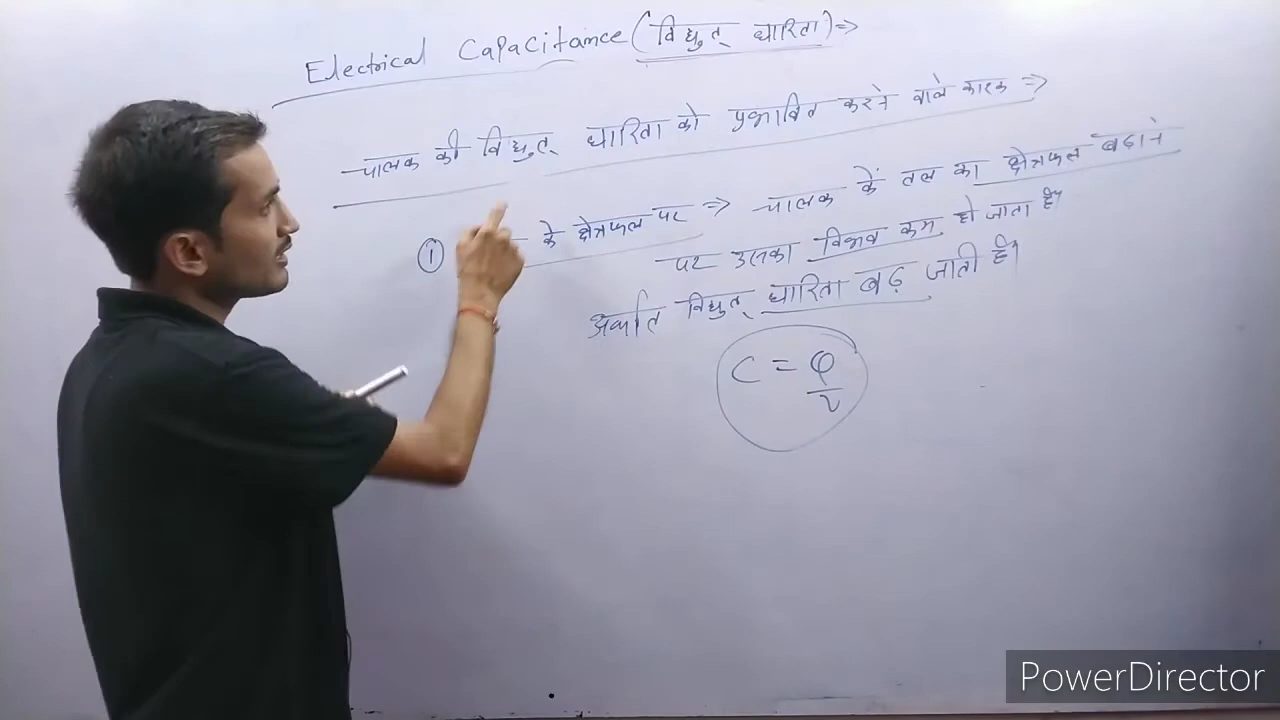 Electrical Capacitance (विद्युत् धारिता) ⇒
चालक की विद्युत् धारिता को प्रभावित करने वाले कारक ⇒
① के क्षेत्रफल पर ⇒ चालक कें तल का क्षेत्रफल बढ़ाने
पर उसका विभव कम हो जाता है।
अर्थात विद्युत् धारिता बढ़ जाती है।
C = Q/V
PowerDirector